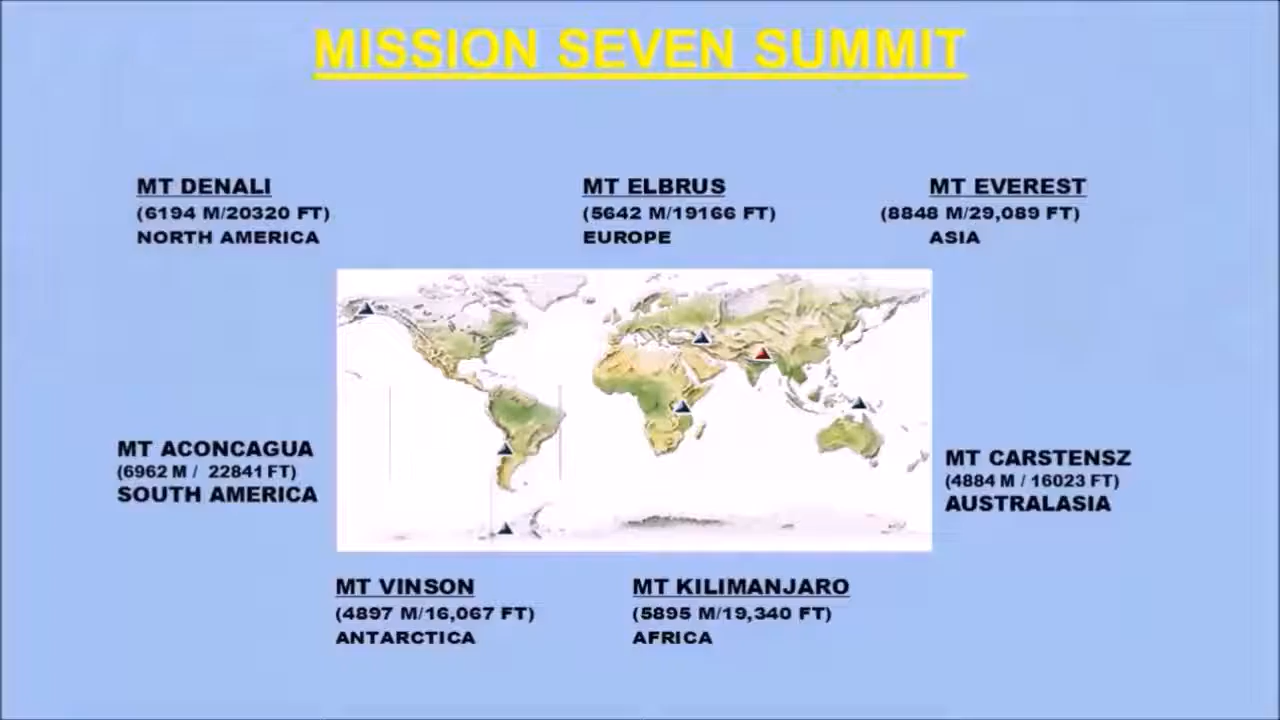 MISSION SEVEN SUMMIT
MT DENALI
(6194 M/20320 FT)
NORTH AMERICA
MT ELBRUS
(5642 M/19166 FT)
EUROPE
MT EVEREST
(8848 M/29,089 FT)
ASIA
MT ACONCAGUA
(6962 M / 22841 FT)
SOUTH AMERICA
MT CARSTENSZ
(4884 M / 16023 FT)
AUSTRALASIA
MT VINSON
(4897 M/16,067 FT)
ANTARCTICA
MT KILIMANJARO
(5895 M/19,340 FT)
AFRICA